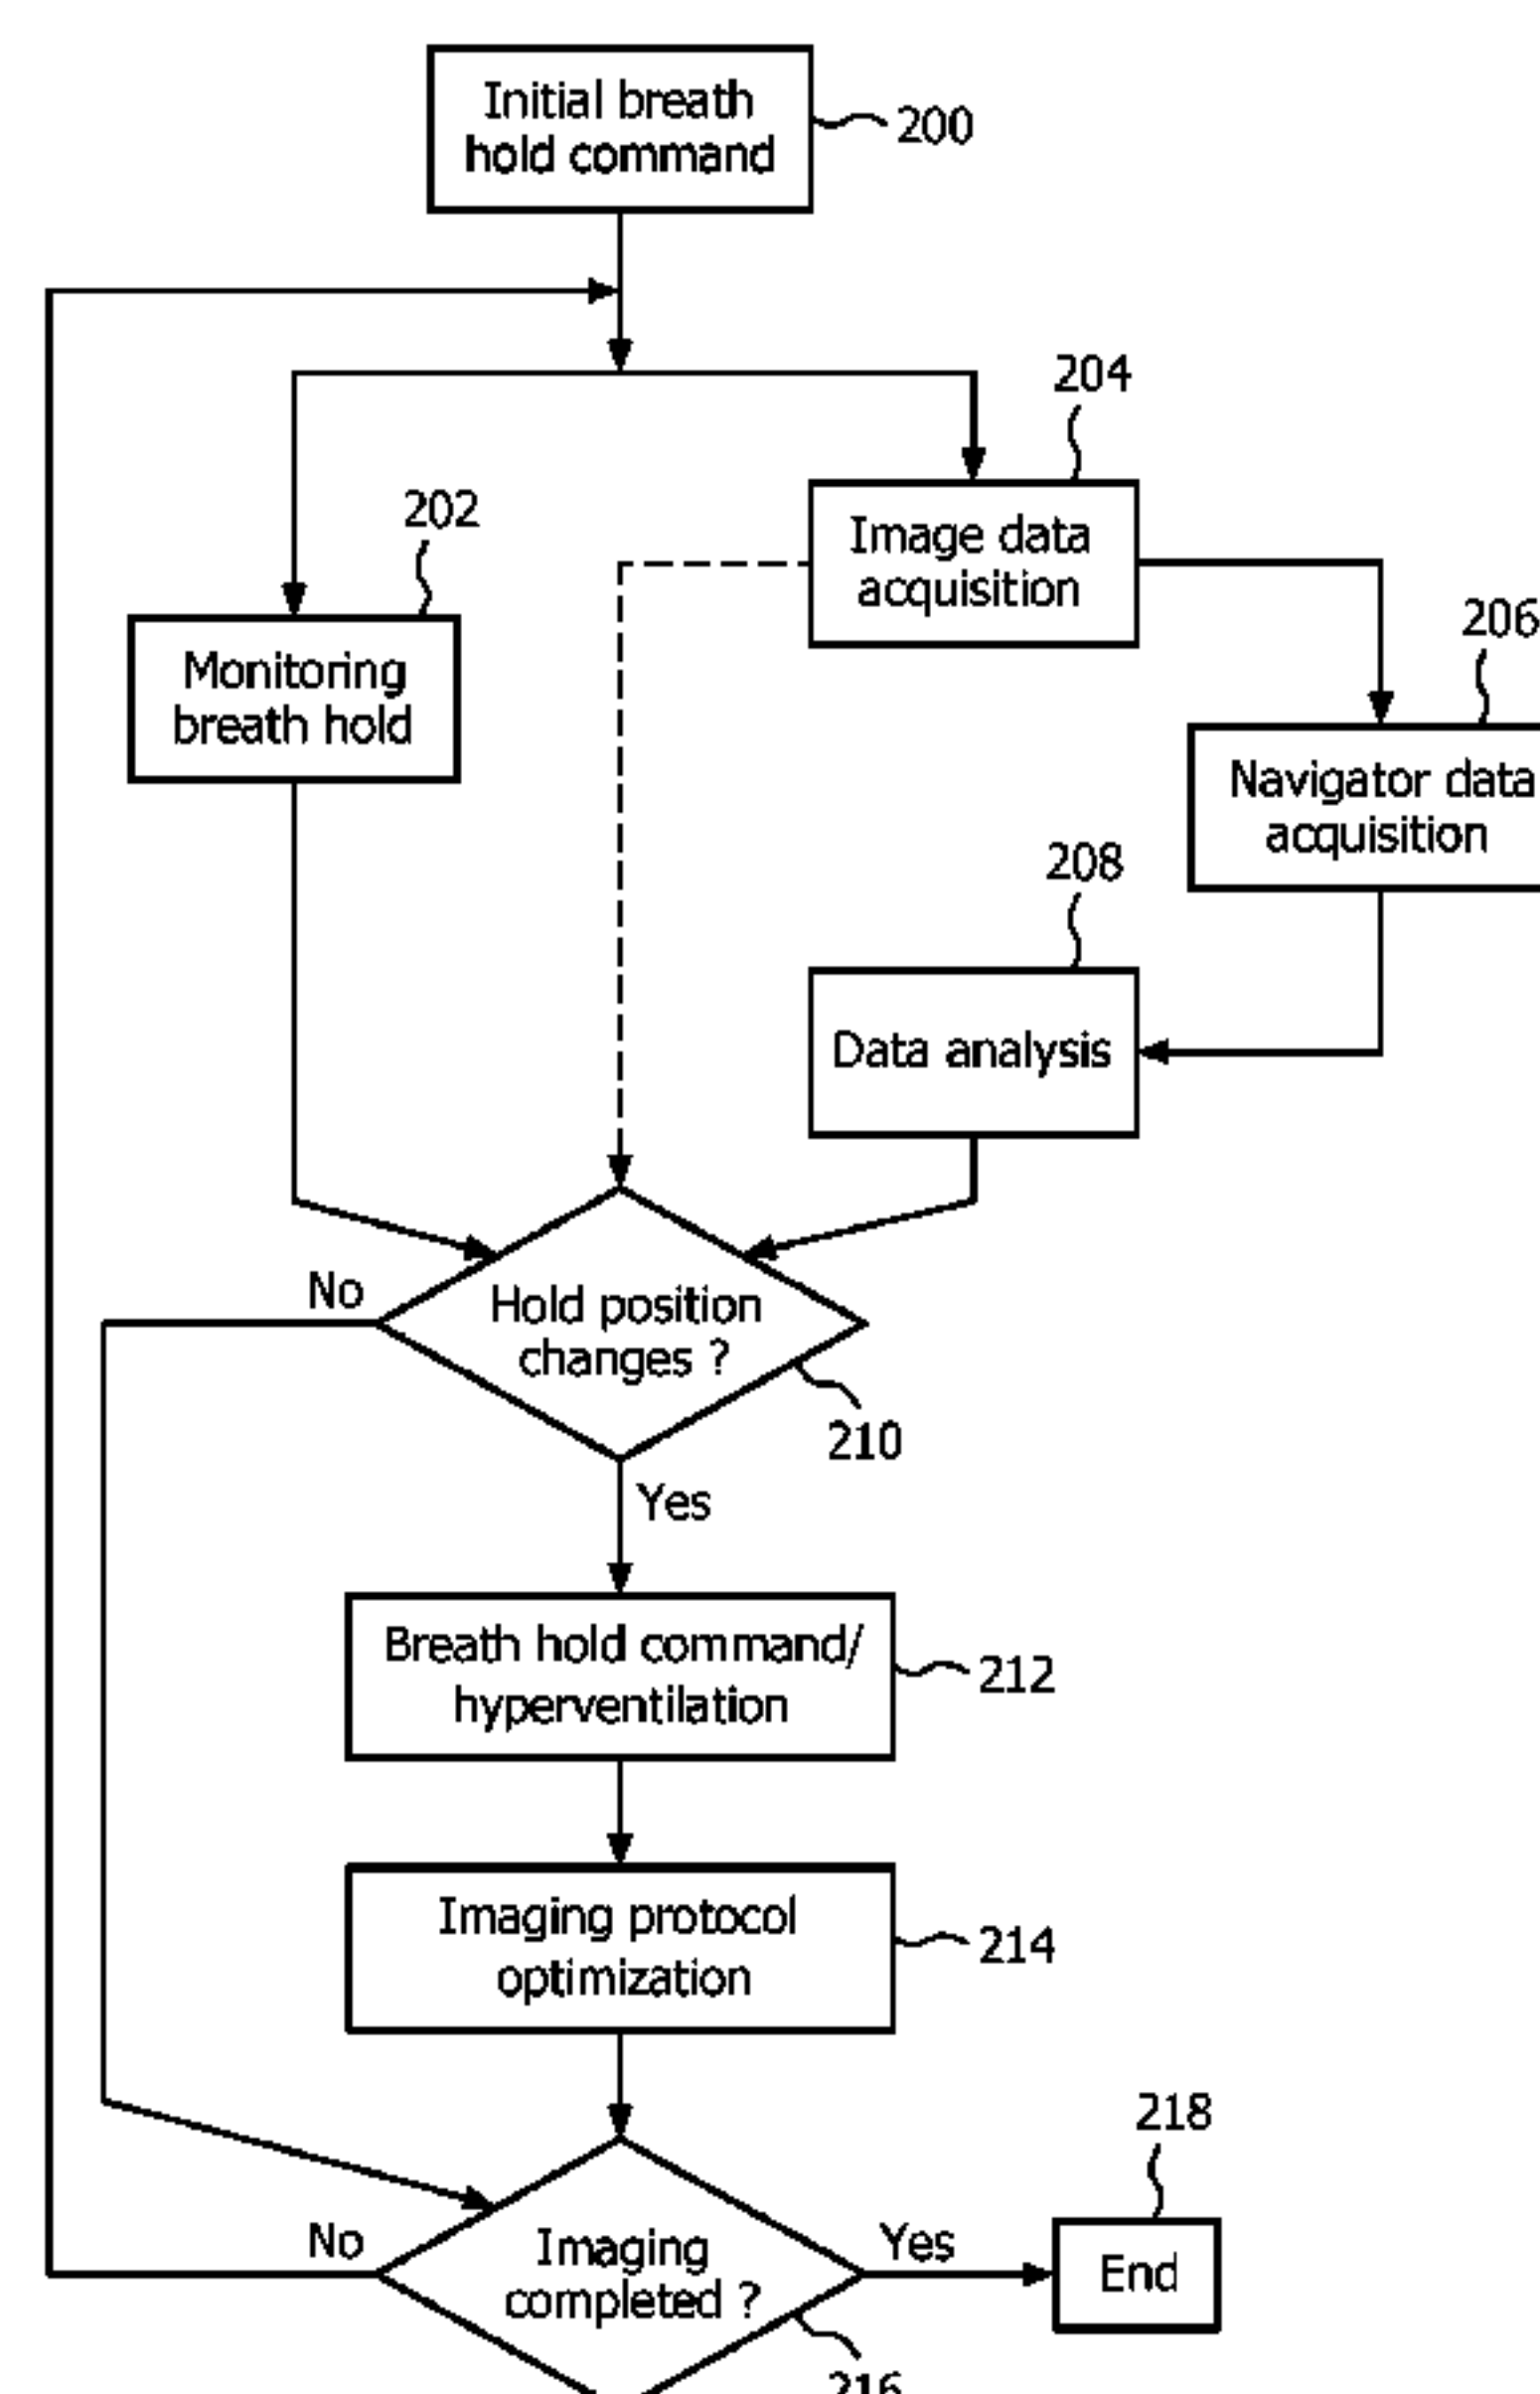 Initial breath
hold command
200
204
Image data
acquisition
202
Monitoring
breath hold
206
Navigator data
acquisition
208
Data analysis
Hold position
changes ?
No
210
Yes
Breath hold command/
hyperventilation
212
Imaging protocol
optimization
214
218
No
Imaging
completed ?
Yes
End
216